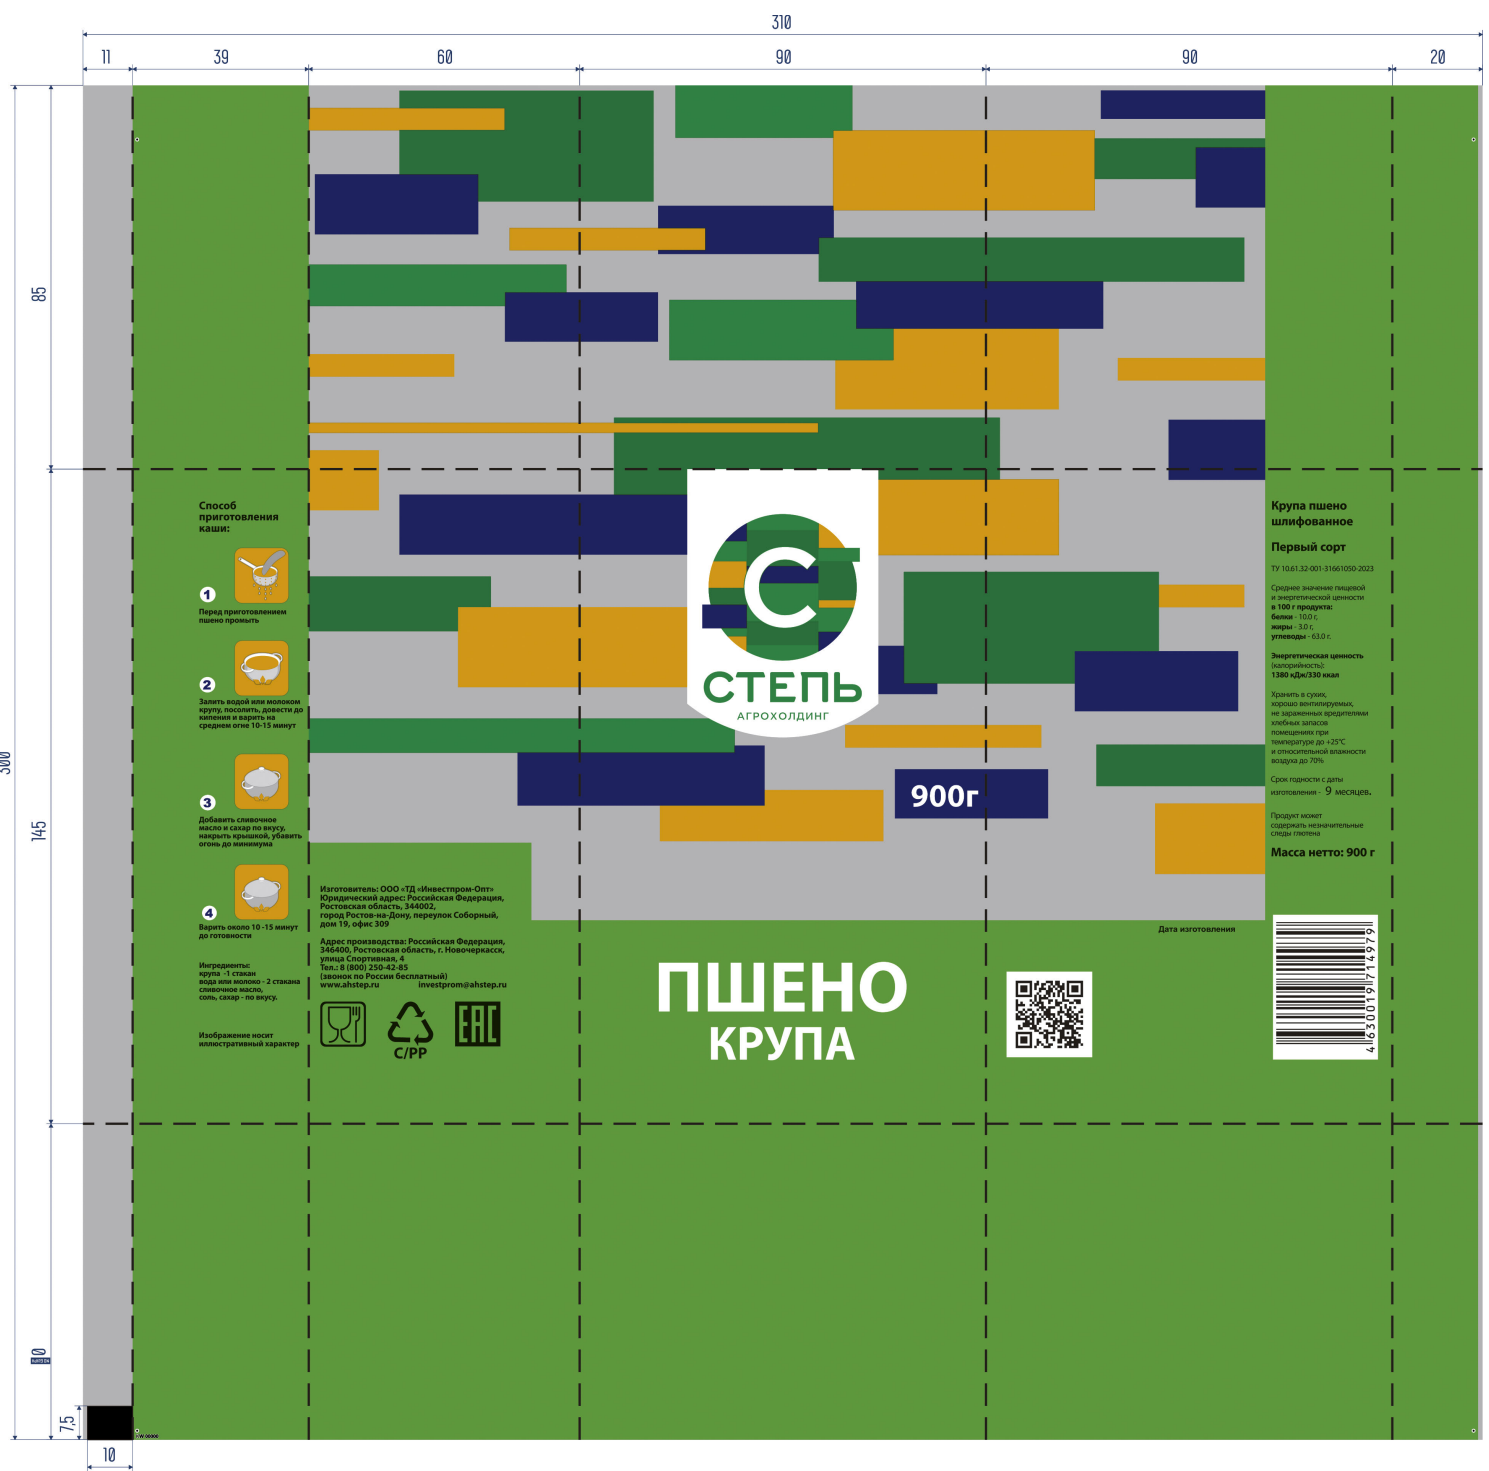 310
11
39
60
90
90
20
85
300
145
7,5
10
Способ
приготовления
каши:
1
Перед приготовлением
пшено промыть
2
Залить водой или молоком
крупу, посолить, довести до
кипения и варить на
среднем огне 10-15 минут
3
Добавить сливочное
масло и сахар по вкусу,
накрыть крышкой, убавить
огонь до минимума
4
Варить около 10 -15 минут
до готовности
Ингредиенты:
крупа -1 стакан
вода или молоко - 2 стакана
сливочное масло,
соль, сахар - по вкусу.
Изображение носит
иллюстративный характер
Изготовитель: ООО «ТД «Инвестпром-Опт»
Юридический адрес: Российская Федерация,
Ростовская область, 344002,
город Ростов-на-Дону, переулок Соборный,
дом 19, офис 309
Адрес производства: Российская Федерация,
346400, Ростовская область, г. Новочеркасск,
улица Спортивная, 4
Тел.: 8 (800) 250-42-85
(звонок по России бесплатный)
www.ahstep.ru investprom@ahstep.ru
C/PP
EAC
С
СТЕПЬ
АГРОХОЛДИНГ
900г
ПШЕНО
КРУПА
Дата изготовления
Крупа пшено
шлифованное
Первый сорт
ТУ 10.61.32-001-31661050-2023
Среднее значение пищевой
и энергетической ценности
в 100 г продукта:
белки - 10.0 г,
жиры - 3.0 г,
углеводы - 63.0 г.
Энергетическая ценность
(калорийность):
1380 кДж/330 ккал
Хранить в сухих,
хорошо вентилируемых,
не зараженных вредителями
хлебных запасов
помещениях при
температуре до +25°С
и относительной влажности
воздуха до 70%
Срок годности с даты
изготовления - 9 месяцев.
Продукт может
содержать незначительные
следы глютена
Масса нетто: 900 г
4 630019 714979